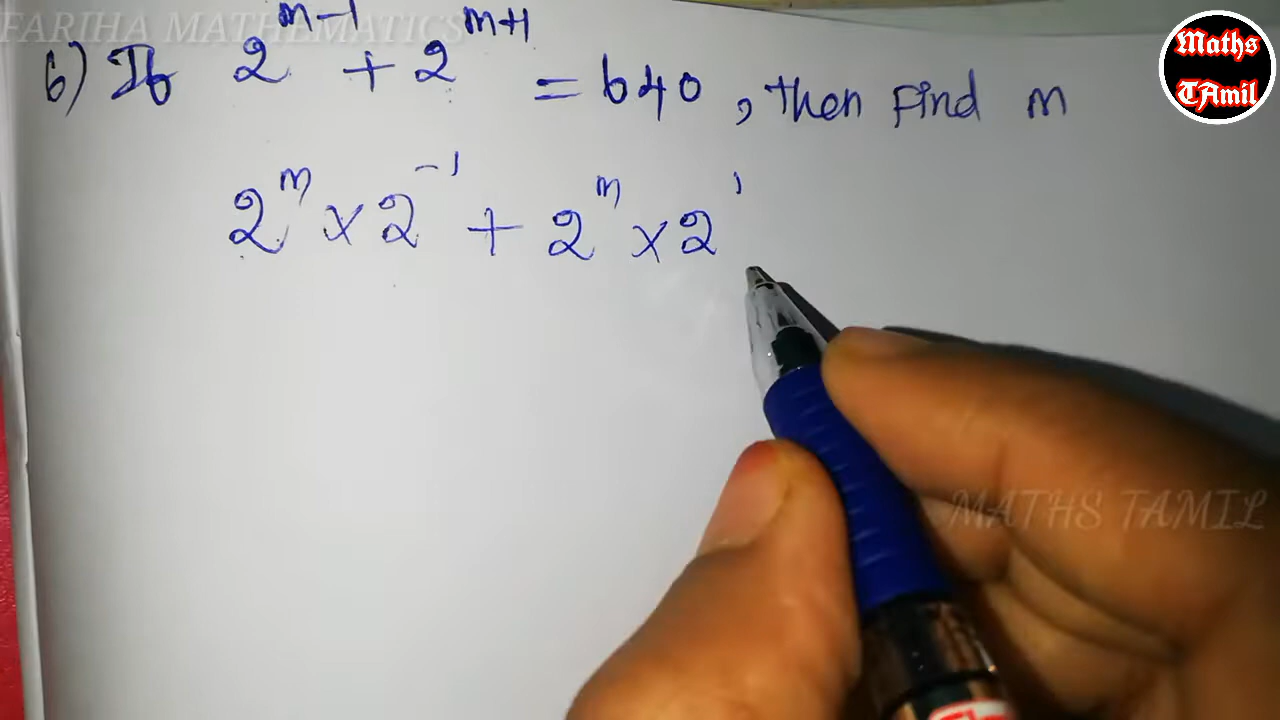 FARIHA MATHEMATICS
6) If 2^{m-1} + 2^{m+1} = 640, then Find m
2^m × 2^{-1} + 2^m × 2^1
Maths
TAmil
MATHS TAMIL